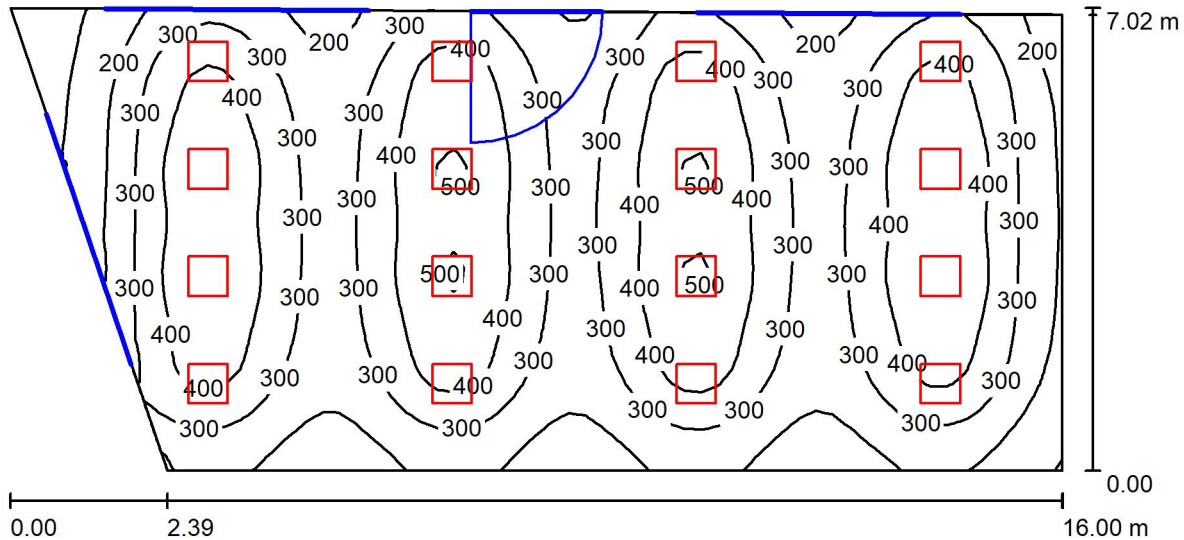 300 300 7.02 m
300 300 200 200 200
200 400 300 400 300 400
300 400 400 300 300 300
300 300
400 300
300 300 500 300 500 400 400
300 400 400
300 300 400 300 300
300 500 400 300 300
300 300 300 500
400 400 300 300 300
300 400 300 400
400 300 300 400 300
300 300 300 300 300
0.00
0.00 2.39 16.00 m